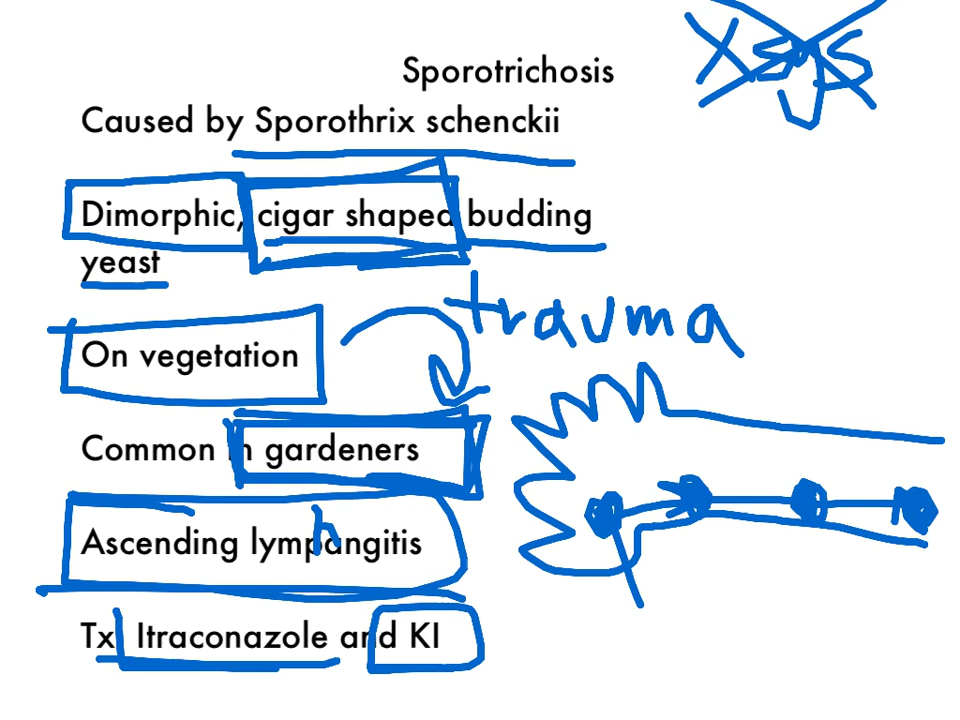 Sporotrichosis
Caused by Sporothrix schenckii
Dimorphic, cigar shaped budding
yeast
trauma
On vegetation
Common in gardeners
h
Ascending lympangitis
Tx: Itraconazole and KI